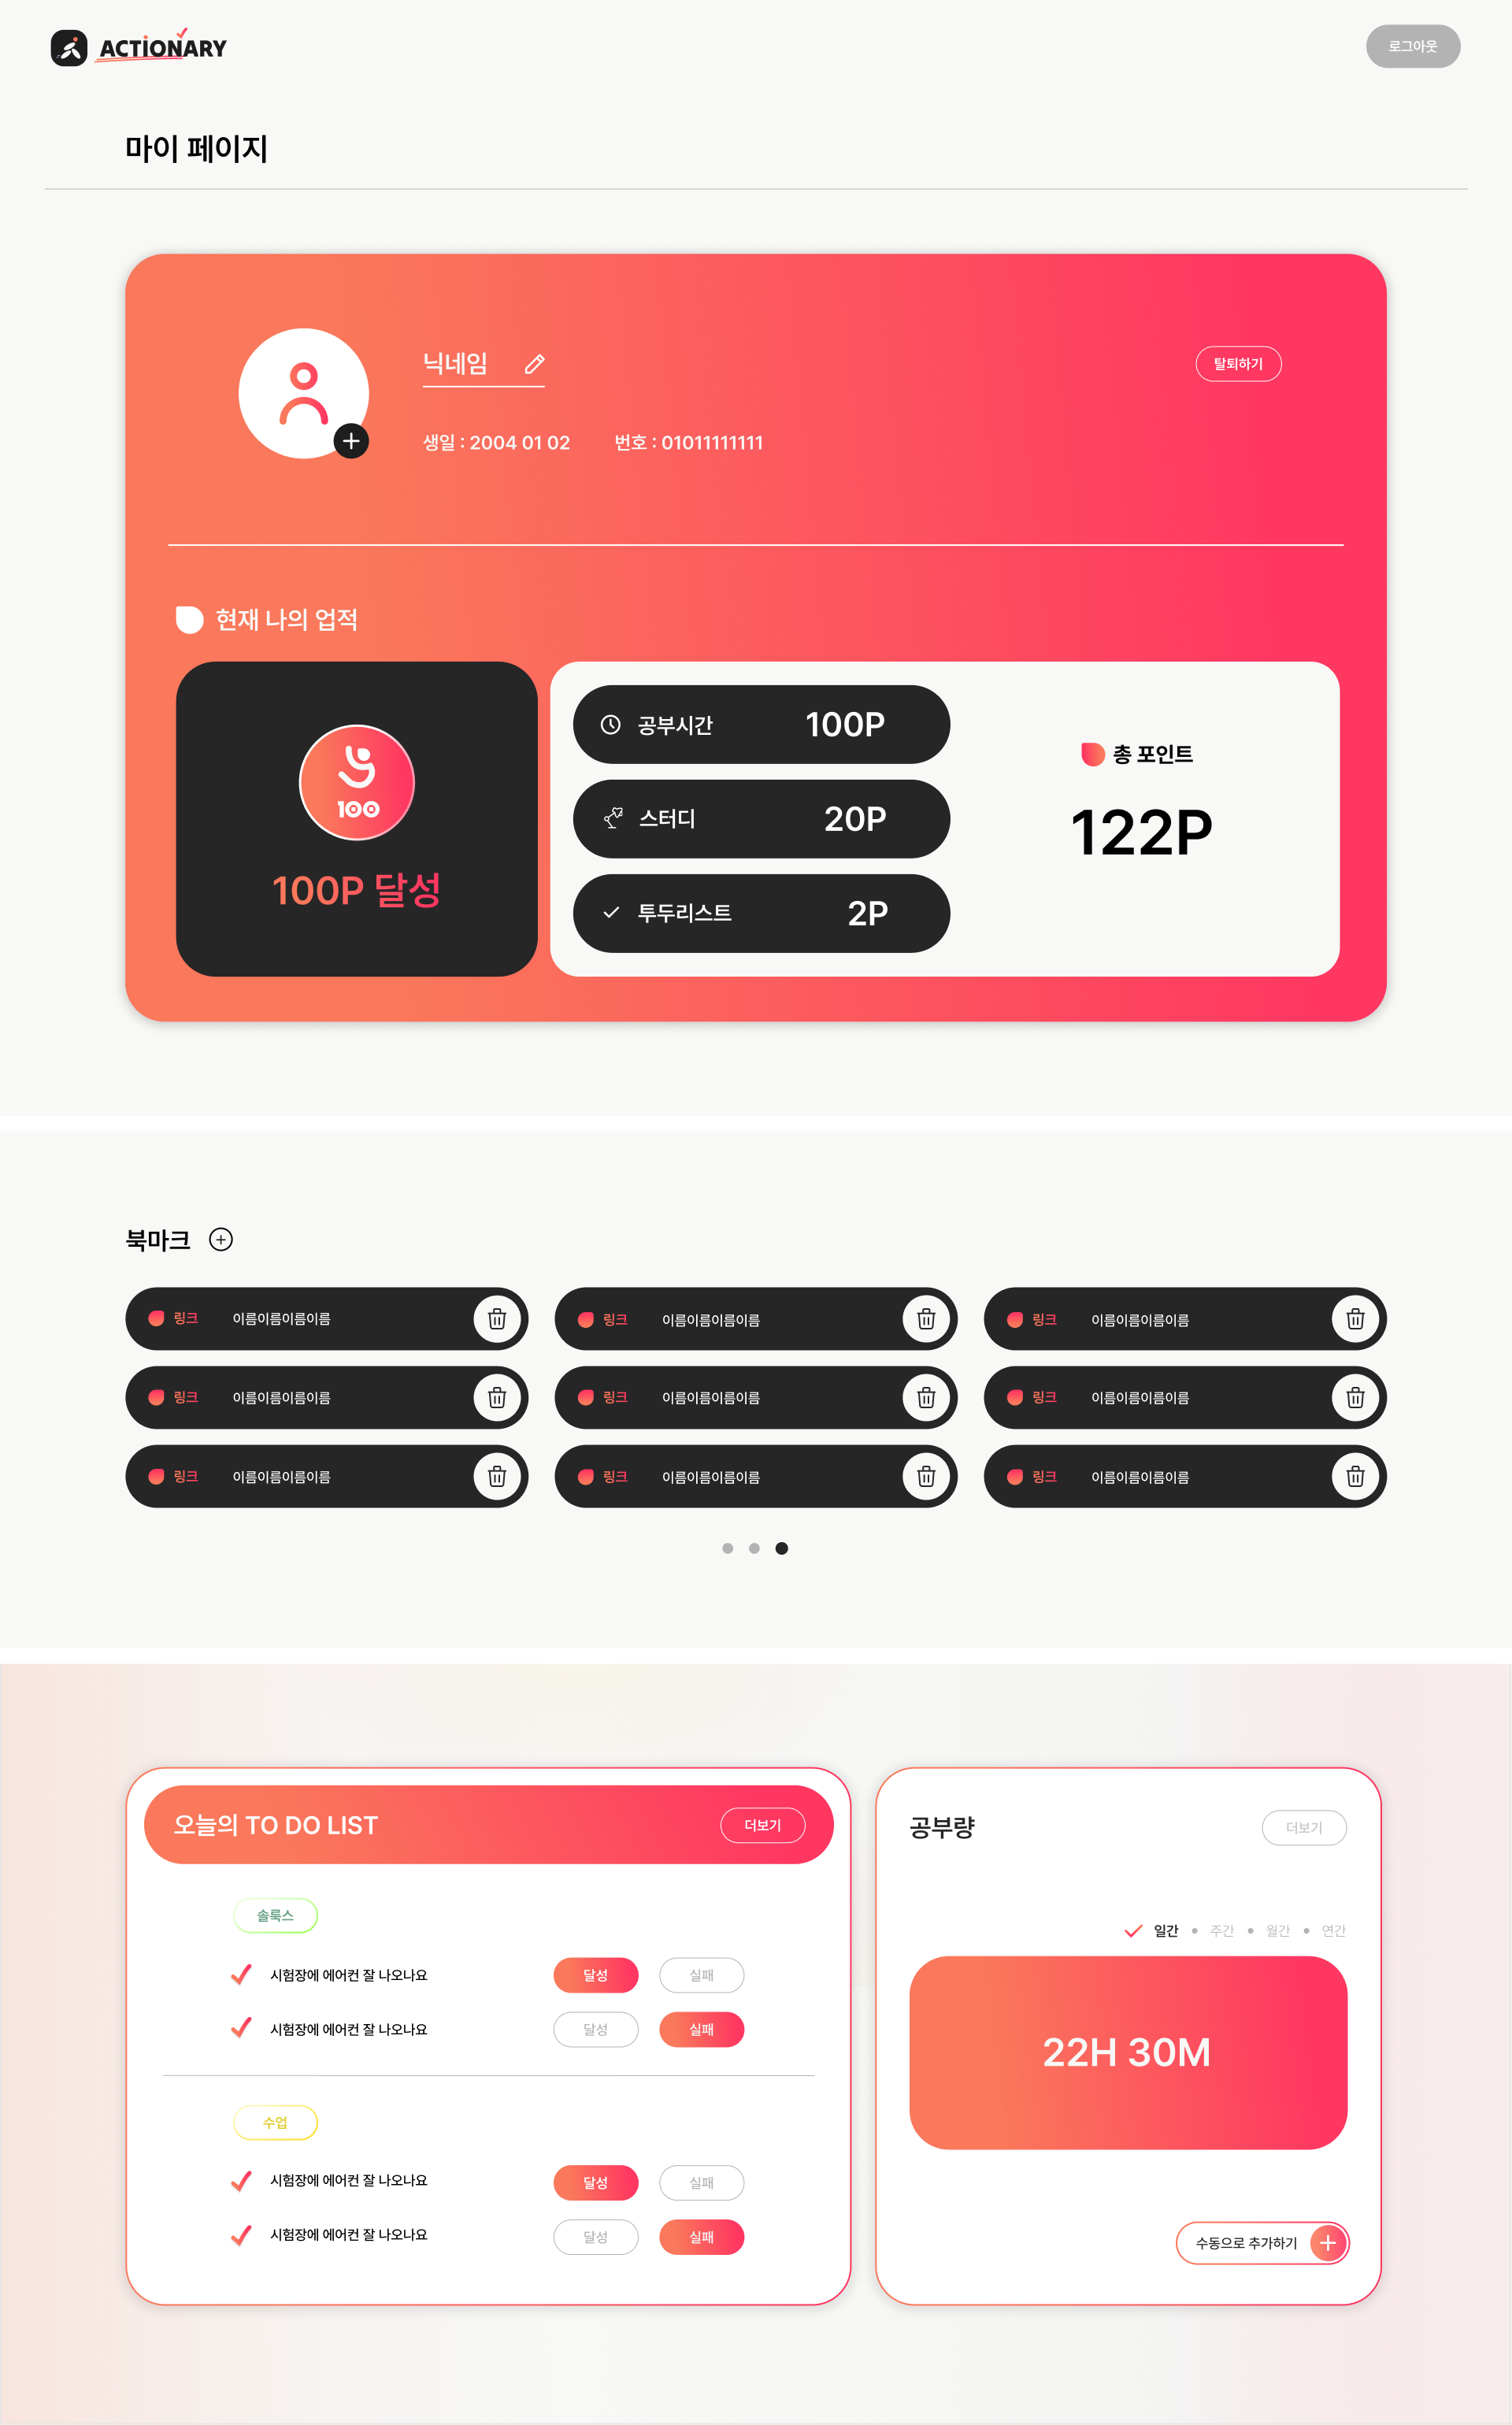 ACTIONARY
로그아웃
마이 페이지
닉네임
탈퇴하기
생일 : 2004 01 02 번호 : 01011111111
현재 나의 업적
100
100P 달성
공부시간 100P
스터디 20P
투두리스트 2P
총 포인트
122P
북마크
링크 이름이름이름이름
링크 이름이름이름이름
링크 이름이름이름이름
링크 이름이름이름이름
링크 이름이름이름이름
링크 이름이름이름이름
링크 이름이름이름이름
링크 이름이름이름이름
링크 이름이름이름이름
오늘의 TO DO LIST 더보기
솔룩스
시험장에 에어컨 잘 나오나요 달성 실패
시험장에 에어컨 잘 나오나요 달성 실패
수업
시험장에 에어컨 잘 나오나요 달성 실패
시험장에 에어컨 잘 나오나요 달성 실패
공부량 더보기
일간 주간 월간 연간
22H 30M
수동으로 추가하기